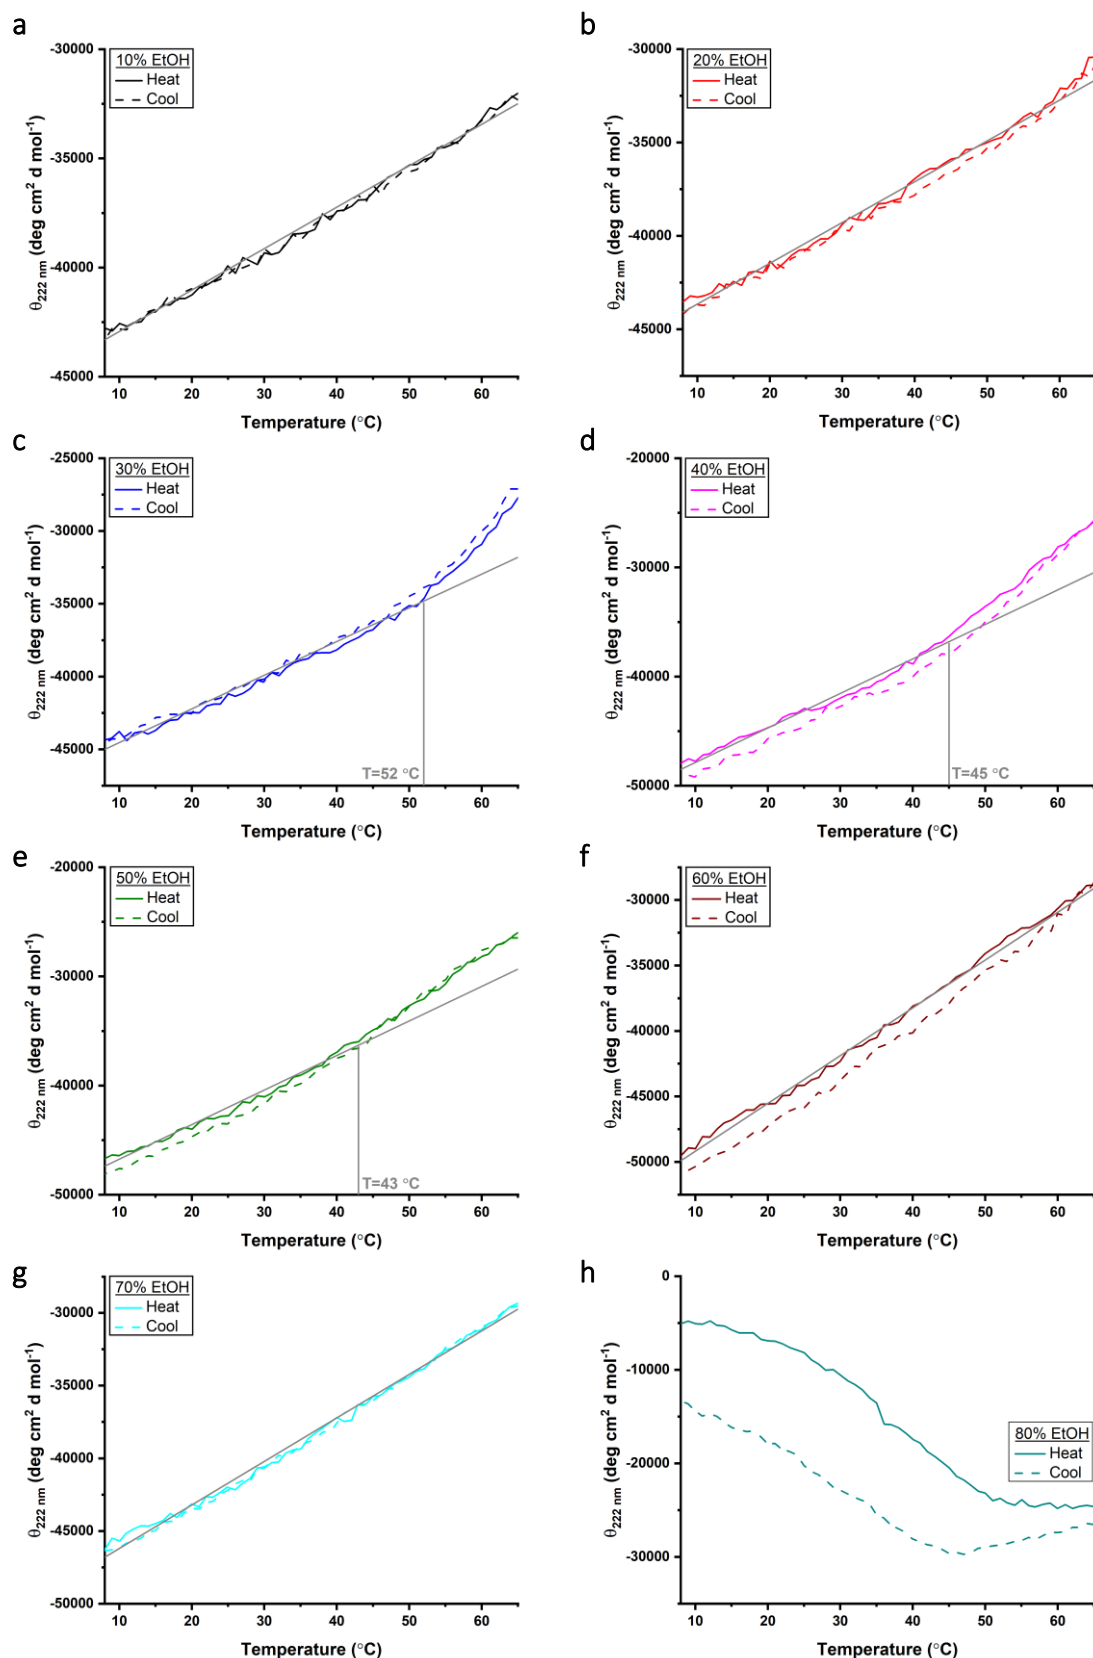 a
10% EtOH
Heat
Cool
-30000
-35000
-40000
-45000
θ222 nm (deg cm² d mol⁻¹)
10 20 30 40 50 60
Temperature (°C)
b
20% EtOH
Heat
Cool
-30000
-35000
-40000
-45000
θ222 nm (deg cm² d mol⁻¹)
10 20 30 40 50 60
Temperature (°C)
c
30% EtOH
Heat
Cool
-25000
-30000
-35000
-40000
-45000
θ222 nm (deg cm² d mol⁻¹)
T=52 °C
10 20 30 40 50 60
Temperature (°C)
d
40% EtOH
Heat
Cool
-20000
-30000
-40000
-50000
θ222 nm (deg cm² d mol⁻¹)
T=45 °C
10 20 30 40 50 60
Temperature (°C)
e
50% EtOH
Heat
Cool
-20000
-30000
-40000
-50000
θ222 nm (deg cm² d mol⁻¹)
T=43 °C
10 20 30 40 50 60
Temperature (°C)
f
60% EtOH
Heat
Cool
-30000
-35000
-40000
-45000
-50000
θ222 nm (deg cm² d mol⁻¹)
10 20 30 40 50 60
Temperature (°C)
g
70% EtOH
Heat
Cool
-30000
-35000
-40000
-45000
-50000
θ222 nm (deg cm² d mol⁻¹)
10 20 30 40 50 60
Temperature (°C)
h
80% EtOH
Heat
Cool
0
-10000
-20000
-30000
θ222 nm (deg cm² d mol⁻¹)
10 20 30 40 50 60
Temperature (°C)